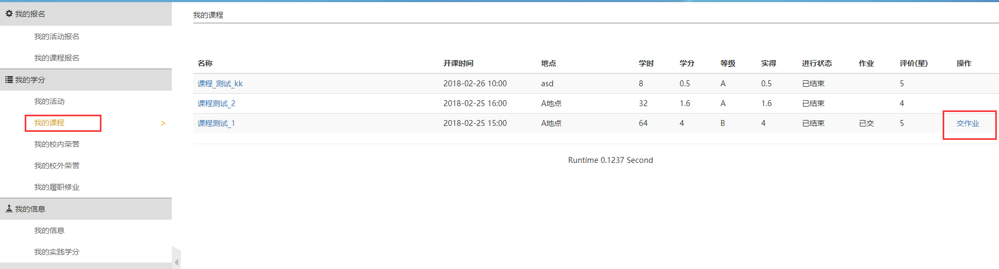 我的报名
我的活动报名
我的课程报名
我的学分
我的活动
我的课程 >
我的校内荣誉
我的校外荣誉
我的履职修业
我的信息
我的信息
我的实践学分
我的课程
名称 开课时间 地点 学时 学分 等级 实得 进行状态 作业 评价(星) 操作
课程_测试_kk 2018-02-26 10:00 asd 8 0.5 A 0.5 已结束 5
课程测试_2 2018-02-25 16:00 A地点 32 1.6 A 1.6 已结束 4
课程测试_1 2018-02-25 15:00 A地点 64 4 B 4 已结束 已交 5 交作业
Runtime 0.1237 Second